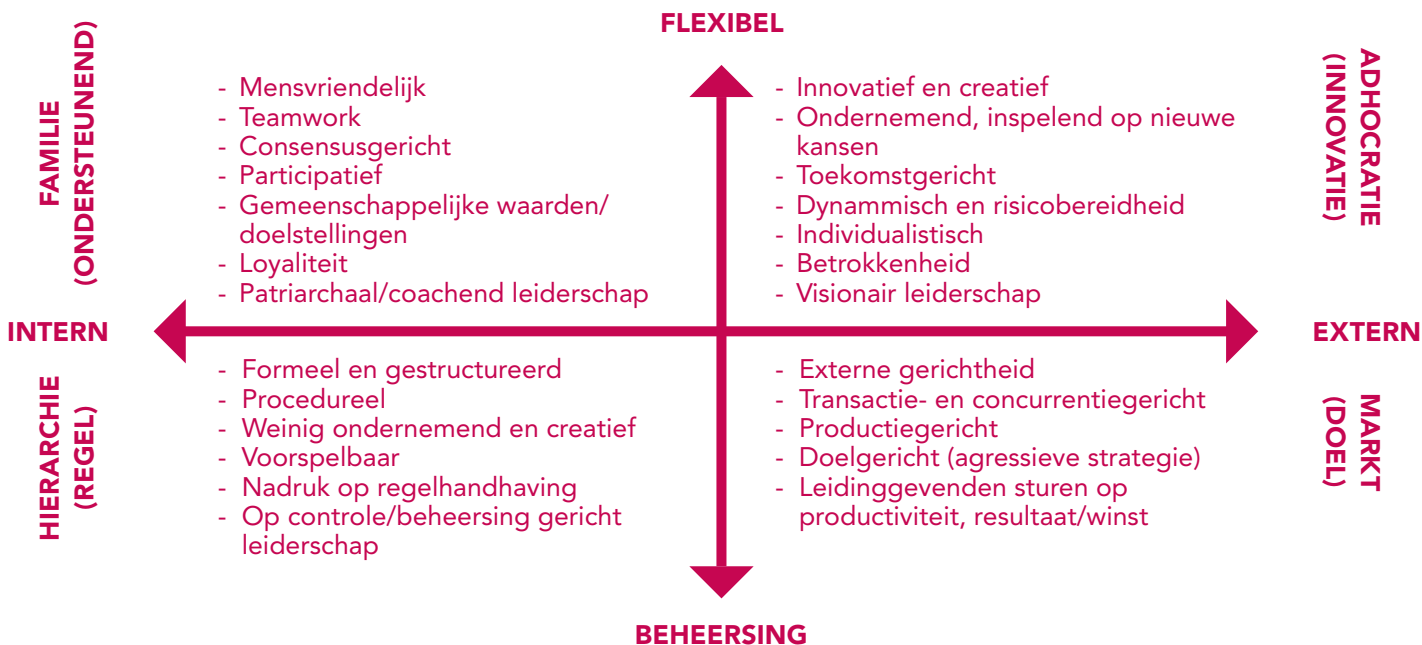 FLEXIBEL
FAMILIE
(ONDERSTEUNEND)
- Mensvriendelijk
- Teamwork
- Consensusgericht
- Participatief
- Gemeenschappelijke waarden/
doelstellingen
- Loyaliteit
- Patriarchaal/coachend leiderschap
- Innovatief en creatief
- Ondernemend, inspelend op nieuwe
kansen
- Toekomstgericht
- Dynammisch en risicobereidheid
- Individualistisch
- Betrokkenheid
- Visionair leiderschap
ADHOCRATIE
(INNOVATIE)
INTERN
EXTERN
HIERARCHIE
(REGEL)
- Formeel en gestructureerd
- Procedureel
- Weinig ondernemend en creatief
- Voorspelbaar
- Nadruk op regelhandhaving
- Op controle/beheersing gericht
leiderschap
- Externe gerichtheid
- Transactie- en concurrentiegericht
- Productiegericht
- Doelgericht (agressieve strategie)
- Leidinggevenden sturen op
productiviteit, resultaat/winst
MARKT
(DOEL)
BEHEERSING